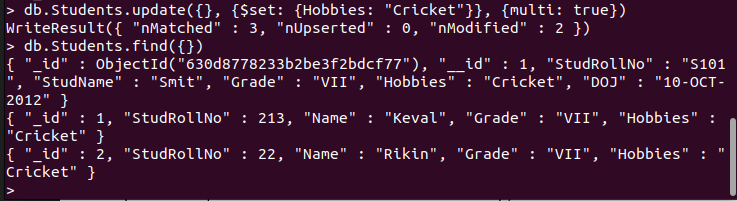 > db.Students.update({}, {$set: {Hobbies: "Cricket"}}, {multi: true})
WriteResult({ "nMatched" : 3, "nUpserted" : 0, "nModified" : 2 })
> db.Students.find({})
{ "_id" : ObjectId("630d8778233b2be3f2bdcf77"), "__id" : 1, "StudRollNo" : "S101
", "StudName" : "Smit", "Grade" : "VII", "Hobbies" : "Cricket", "DOJ" : "10-OCT-
2012" }
{ "_id" : 1, "StudRollNo" : 213, "Name" : "Keval", "Grade" : "VII", "Hobbies" :
"Cricket" }
{ "_id" : 2, "StudRollNo" : 22, "Name" : "Rikin", "Grade" : "VII", "Hobbies" : "
Cricket" }
>